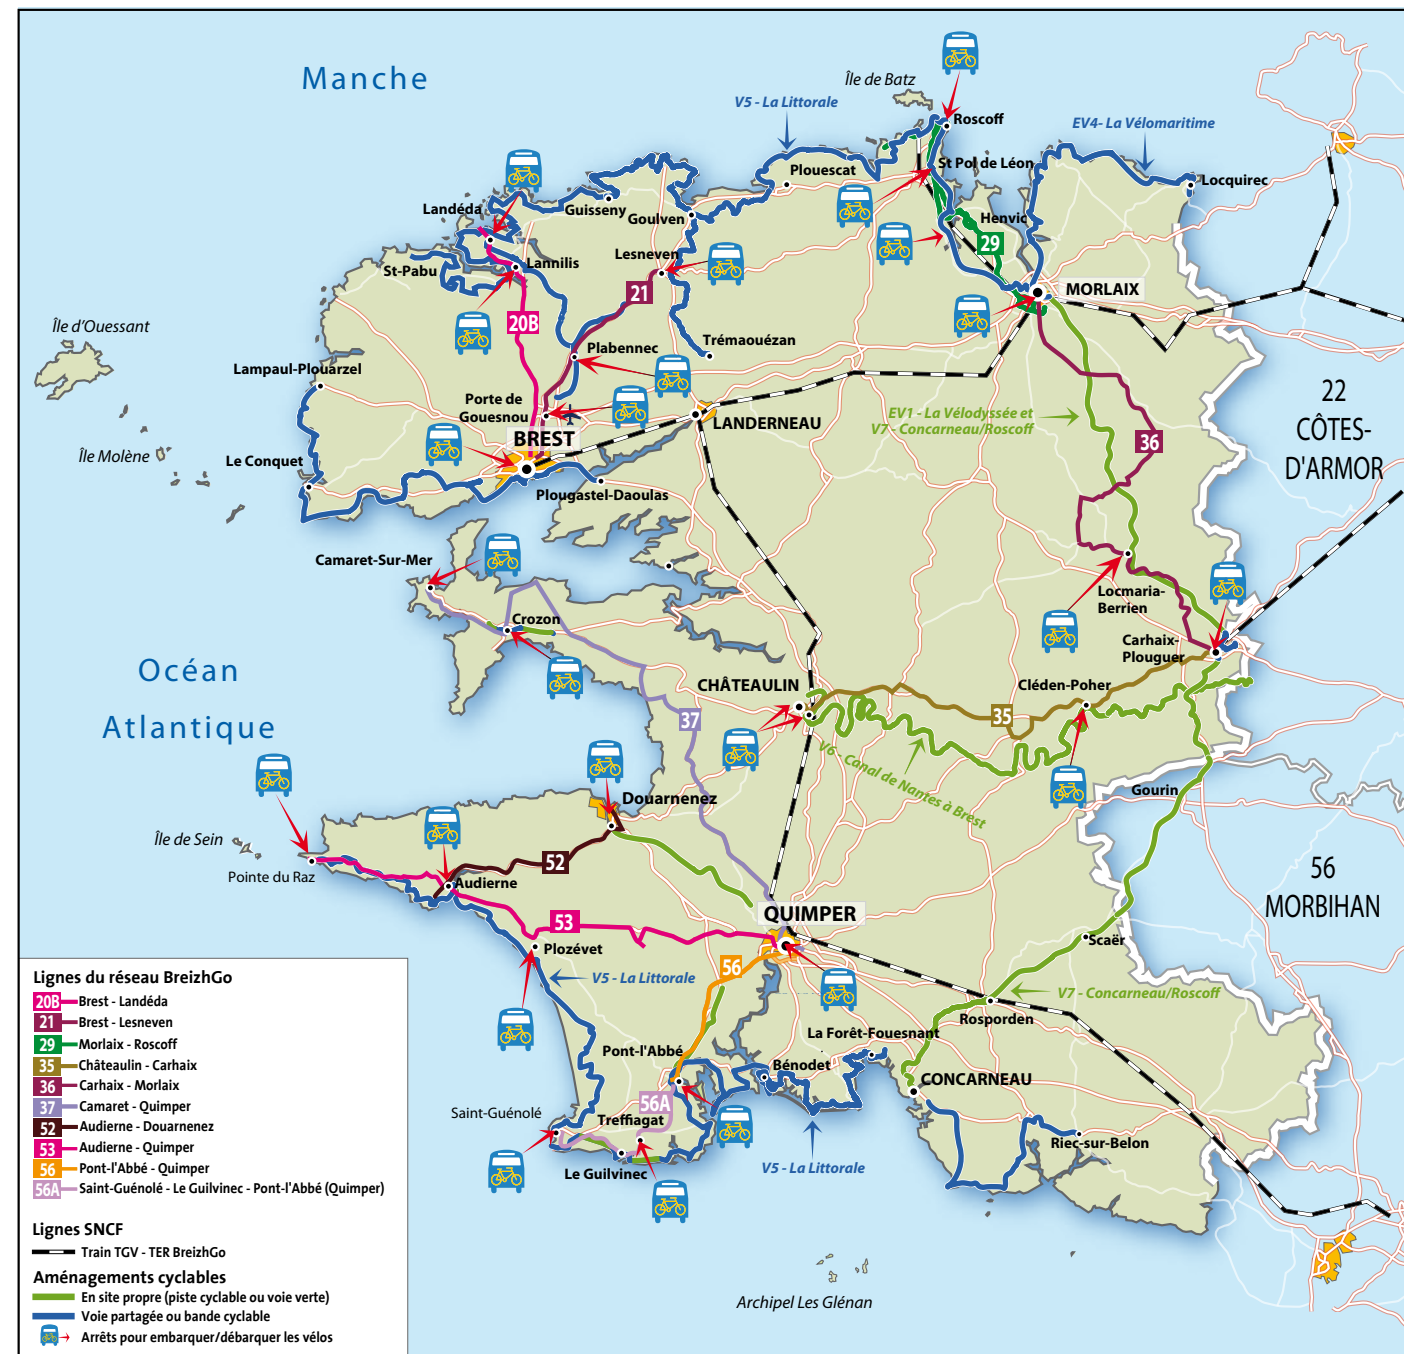 Manche
Île de Batz
V5 - La Littorale
Roscoff
EV4- La Vélomaritime
St Pol de Léon
Plouescat
Locquirec
Landéda
Guisseny
Goulven
Henvic
29
Lesneven
St-Pabu
Lannilis
21
MORLAIX
20B
Île d'Ouessant
Plabennec
Trémaouézan
Lampaul-Plouarzel
Porte de
Gouesnou
BREST
LANDERNEAU
EV1 - La Vélodyssée et
V7 - Concarneau/Roscoff
36
22
CÔTES-
D'ARMOR
Île Molène
Le Conquet
Plougastel-Daoulas
Camaret-Sur-Mer
Locmaria-
Berrien
Crozon
Carhaix-
Plouguer
Océan
Atlantique
CHÂTEAULIN
Cléden-Poher
37
35
V6 - Canal de Nantes à Brest
Gourin
Douarnenez
Île de Sein
Pointe du Raz
52
Audierne
56
MORBIHAN
QUIMPER
53
Plozévet
56
Scaër
V5 - La Littorale
V7 - Concarneau/Roscoff
Rosporden
La Forêt-Fouesnant
Pont-l'Abbé
Bénodet
CONCARNEAU
56A
Saint-Guénolé
Treffiagat
Riec-sur-Belon
Le Guilvinec
V5 - La Littorale
Archipel Les Glénan
Lignes du réseau BreizhGo
20B Brest - Landéda
21 Brest - Lesneven
29 Morlaix - Roscoff
35 Châteaulin - Carhaix
36 Carhaix - Morlaix
37 Camaret - Quimper
52 Audierne - Douarnenez
53 Audierne - Quimper
56 Pont-l'Abbé - Quimper
56A Saint-Guénolé - Le Guilvinec - Pont-l'Abbé (Quimper)
Lignes SNCF
Train TGV - TER BreizhGo
Aménagements cyclables
En site propre (piste cyclable ou voie verte)
Voie partagée ou bande cyclable
Arrêts pour embarquer/débarquer les vélos